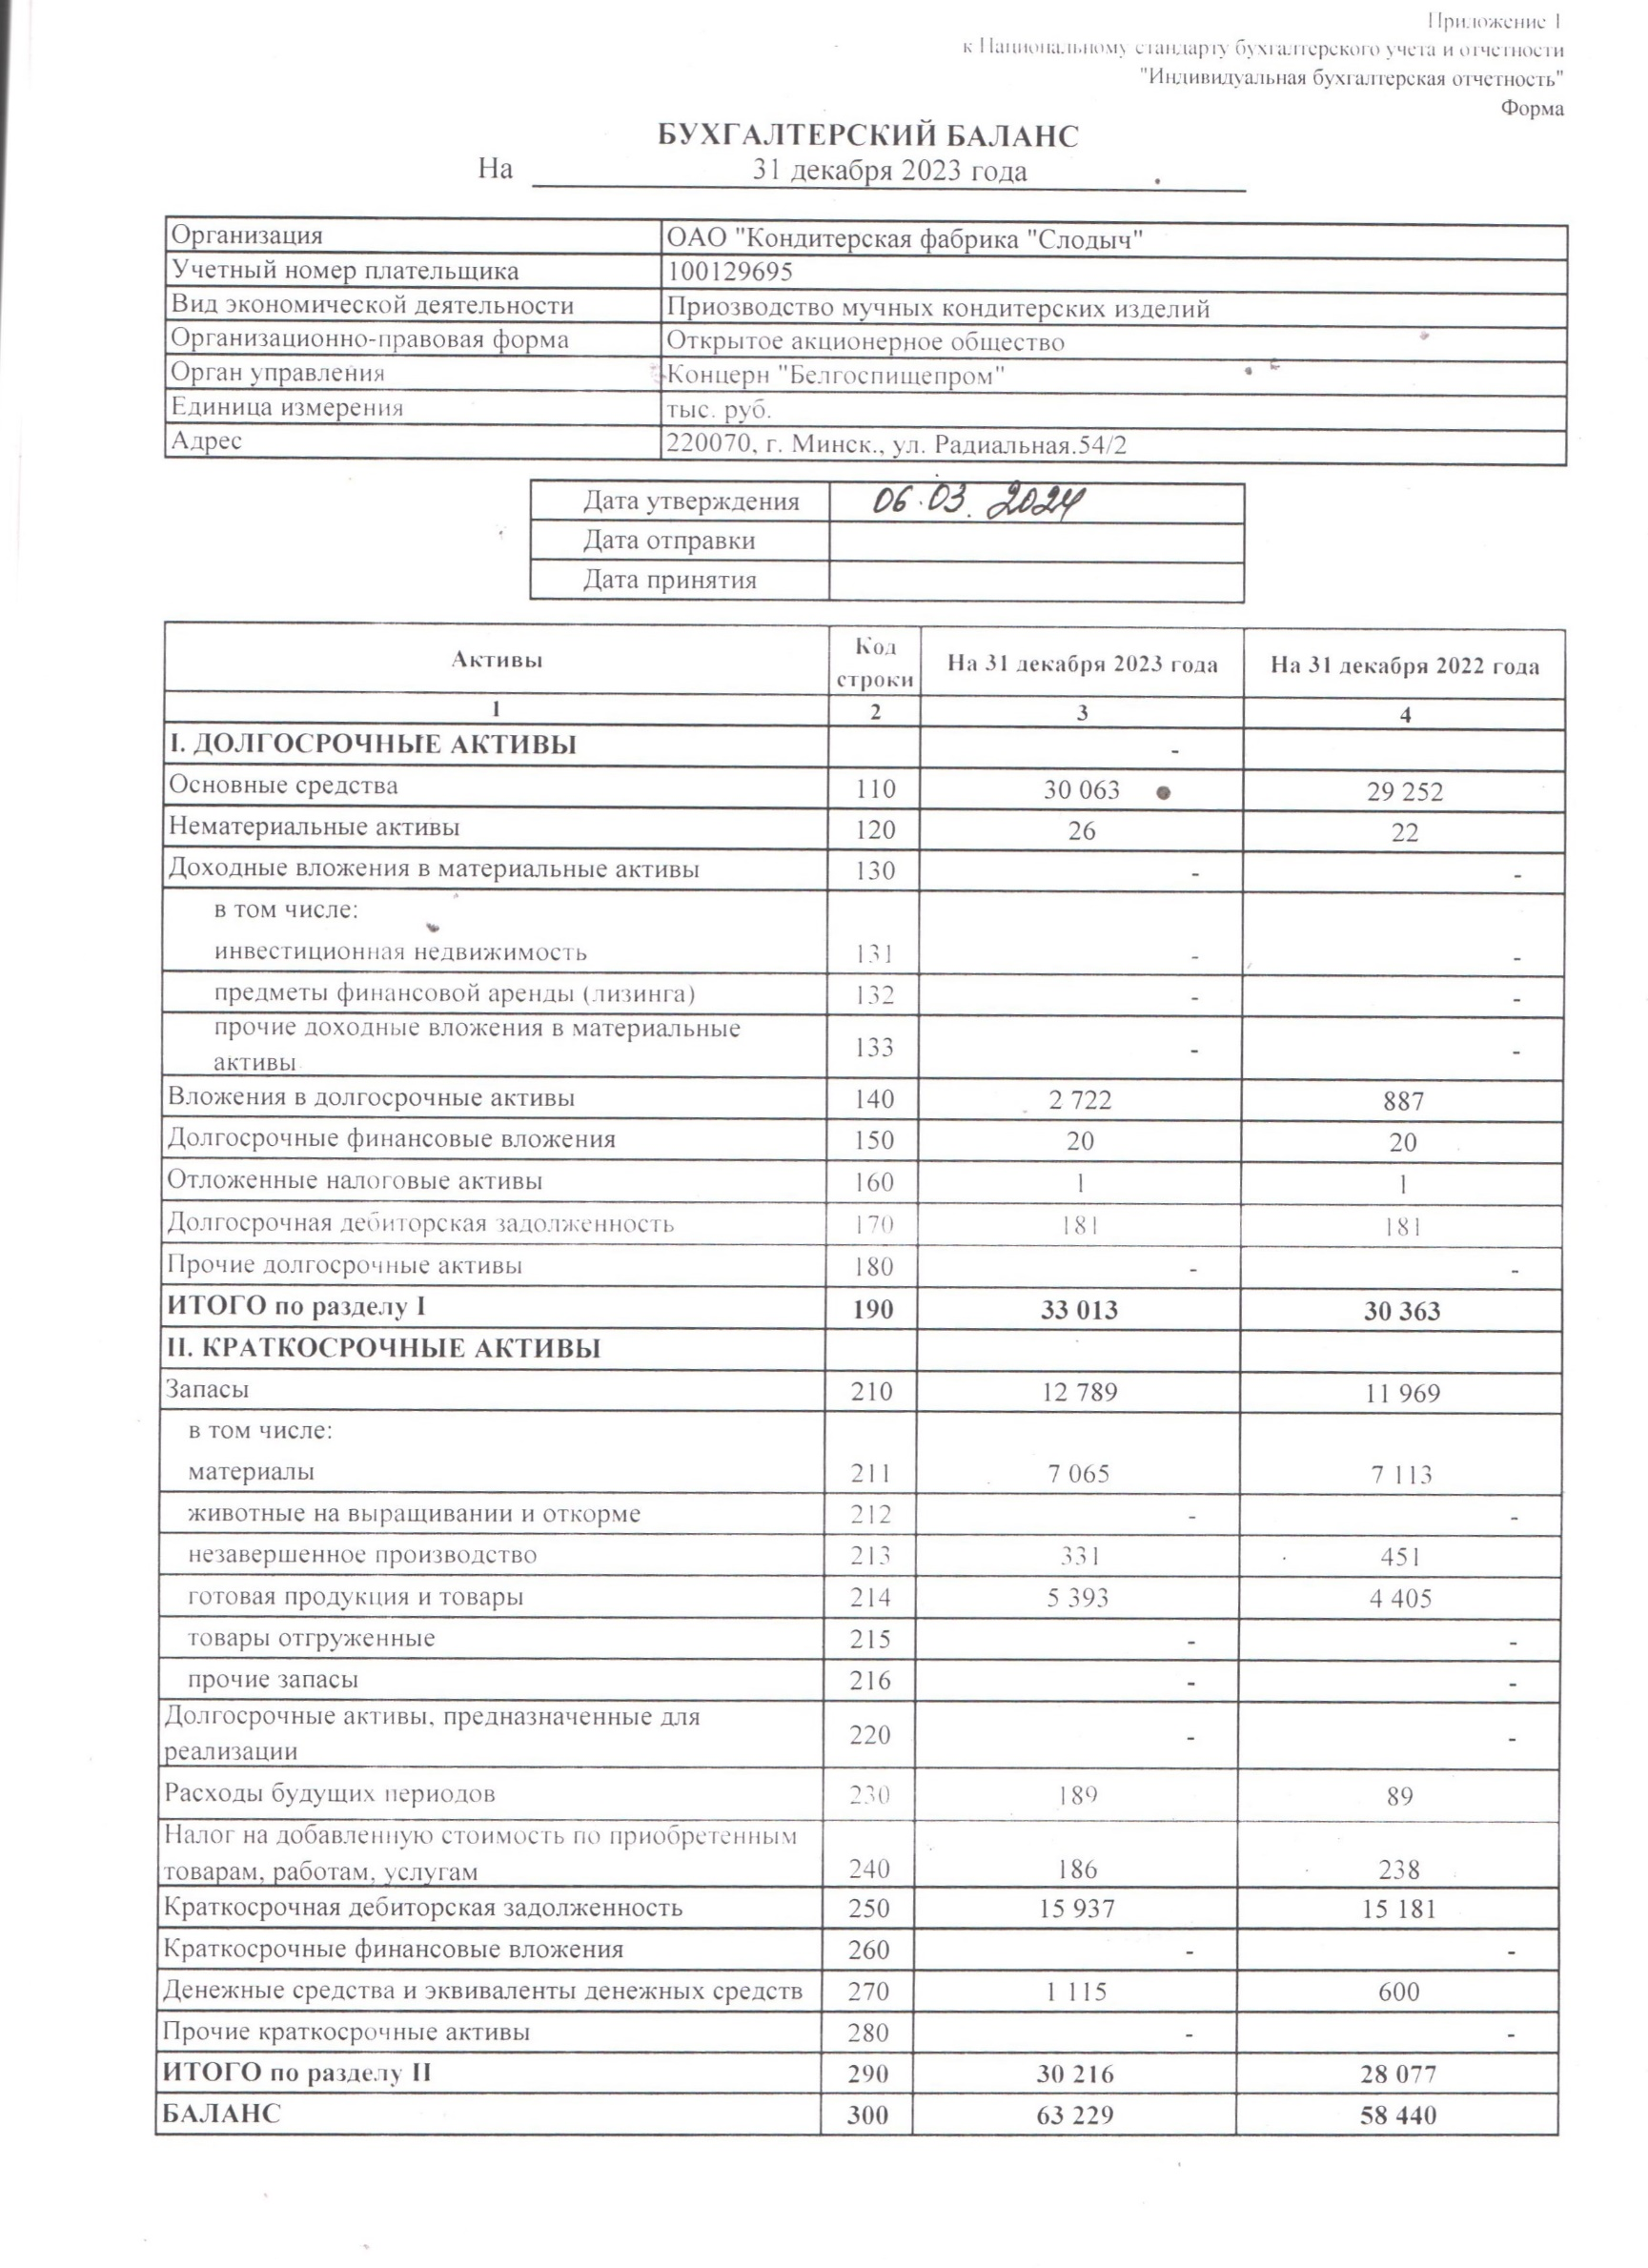 Приложение 1
к Национальному стандарту бухгалтерского учета и отчетности
"Индивидуальная бухгалтерская отчетность"
Форма
БУХГАЛТЕРСКИЙ БАЛАНС
На 31 декабря 2023 года
Организация ОАО "Кондитерская фабрика "Слодыч"
Учетный номер плательщика 100129695
Вид экономической деятельности Приозводство мучных кондитерских изделий
Организационно-правовая форма Открытое акционерное общество
Орган управления Концерн "Белгоспищепром"
Единица измерения тыс. руб.
Адрес 220070, г. Минск., ул. Радиальная.54/2
Дата утверждения 06.03.2024
Дата отправки
Дата принятия
Активы Код строки На 31 декабря 2023 года На 31 декабря 2022 года
1 2 3 4
I. ДОЛГОСРОЧНЫЕ АКТИВЫ -
Основные средства 110 30 063 29 252
Нематериальные активы 120 26 22
Доходные вложения в материальные активы 130 - -
в том числе:
инвестиционная недвижимость 131 - -
предметы финансовой аренды (лизинга) 132 - -
прочие доходные вложения в материальные
активы 133 - -
Вложения в долгосрочные активы 140 2 722 887
Долгосрочные финансовые вложения 150 20 20
Отложенные налоговые активы 160 1 1
Долгосрочная дебиторская задолженность 170 181 181
Прочие долгосрочные активы 180 - -
ИТОГО по разделу I 190 33 013 30 363
II. КРАТКОСРОЧНЫЕ АКТИВЫ
Запасы 210 12 789 11 969
в том числе:
материалы 211 7 065 7 113
животные на выращивании и откорме 212 - -
незавершенное производство 213 331 451
готовая продукция и товары 214 5 393 4 405
товары отгруженные 215 - -
прочие запасы 216 - -
Долгосрочные активы, предназначенные для
реализации 220 - -
Расходы будущих периодов 230 189 89
Налог на добавленную стоимость по приобретенным
товарам, работам, услугам 240 186 238
Краткосрочная дебиторская задолженность 250 15 937 15 181
Краткосрочные финансовые вложения 260 - -
Денежные средства и эквиваленты денежных средств 270 1 115 600
Прочие краткосрочные активы 280 - -
ИТОГО по разделу II 290 30 216 28 077
БАЛАНС 300 63 229 58 440